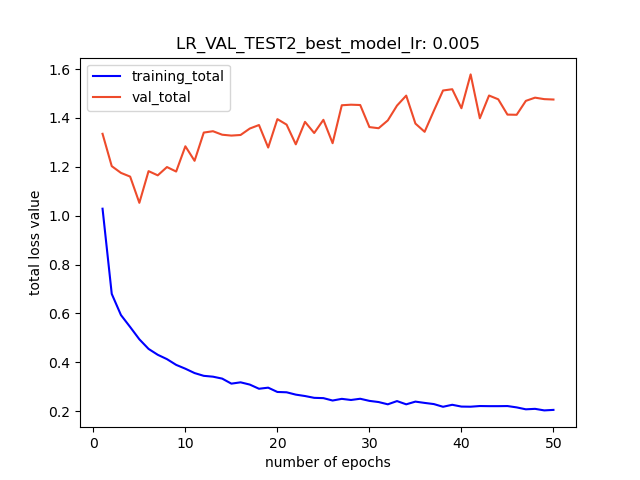 LR_VAL_TEST2_best_model_lr: 0.005
training_total
val_total
total loss value
1.6
1.4
1.2
1.0
0.8
0.6
0.4
0.2
0 10 20 30 40 50
number of epochs